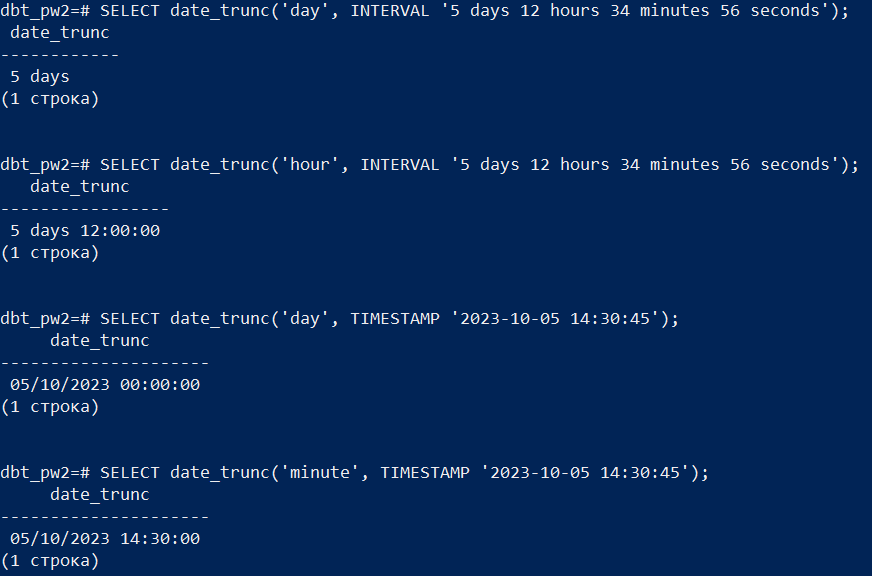 dbt_pw2=# SELECT date_trunc('day', INTERVAL '5 days 12 hours 34 minutes 56 seconds');
date_trunc
------------
5 days
(1 строка)
dbt_pw2=# SELECT date_trunc('hour', INTERVAL '5 days 12 hours 34 minutes 56 seconds');
date_trunc
-----------------
5 days 12:00:00
(1 строка)
dbt_pw2=# SELECT date_trunc('day', TIMESTAMP '2023-10-05 14:30:45');
date_trunc
---------------------
05/10/2023 00:00:00
(1 строка)
dbt_pw2=# SELECT date_trunc('minute', TIMESTAMP '2023-10-05 14:30:45');
date_trunc
---------------------
05/10/2023 14:30:00
(1 строка)